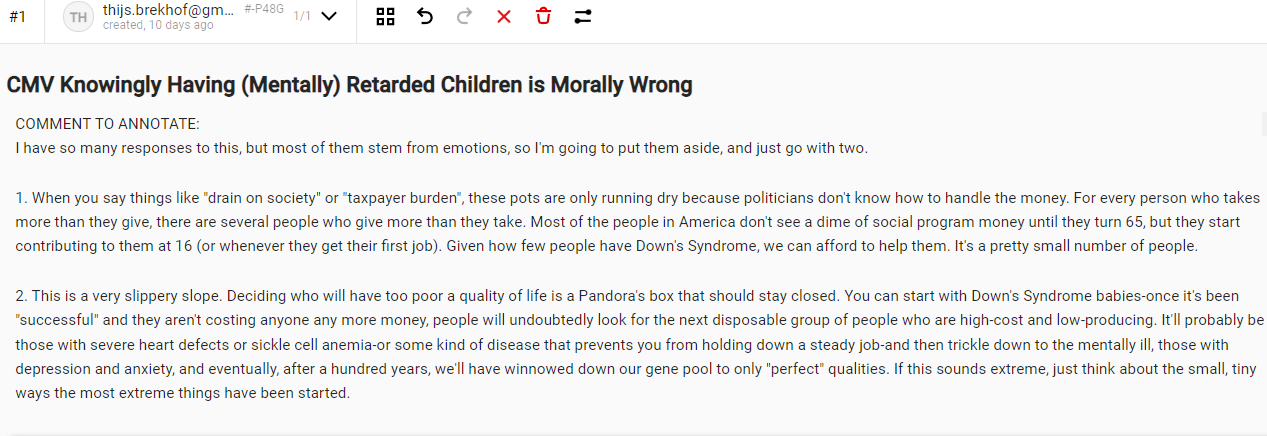 #1
TH
thijs.brekhof@gm...
#-P48G
1/1
created, 10 days ago
CMV Knowingly Having (Mentally) Retarded Children is Morally Wrong
COMMENT TO ANNOTATE:
I have so many responses to this, but most of them stem from emotions, so I'm going to put them aside, and just go with two.
1. When you say things like "drain on society" or "taxpayer burden", these pots are only running dry because politicians don't know how to handle the money. For every person who takes
more than they give, there are several people who give more than they take. Most of the people in America don't see a dime of social program money until they turn 65, but they start
contributing to them at 16 (or whenever they get their first job). Given how few people have Down's Syndrome, we can afford to help them. It's a pretty small number of people.
2. This is a very slippery slope. Deciding who will have too poor a quality of life is a Pandora's box that should stay closed. You can start with Down's Syndrome babies-once it's been
"successful" and they aren't costing anyone any more money, people will undoubtedly look for the next disposable group of people who are high-cost and low-producing. It'll probably be
those with severe heart defects or sickle cell anemia-or some kind of disease that prevents you from holding down a steady job-and then trickle down to the mentally ill, those with
depression and anxiety, and eventually, after a hundred years, we'll have winnowed down our gene pool to only "perfect" qualities. If this sounds extreme, just think about the small, tiny
ways the most extreme things have been started.